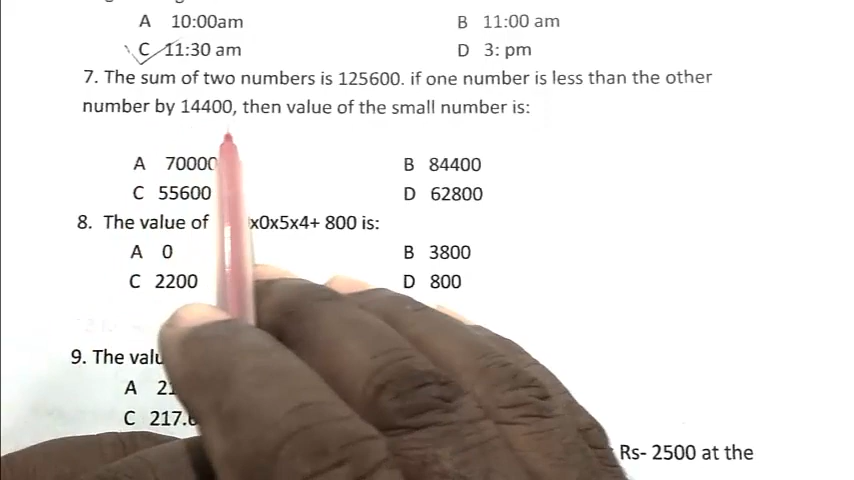 A 10:00am B 11:00 am
C 11:30 am D 3: pm
7. The sum of two numbers is 125600. if one number is less than the other
number by 14400, then value of the small number is:
A 70000 B 84400
C 55600 D 62800
8. The value of x0x5x4+ 800 is:
A 0 B 3800
C 2200 D 800
9. The
A
C
Rs- 2500 at the